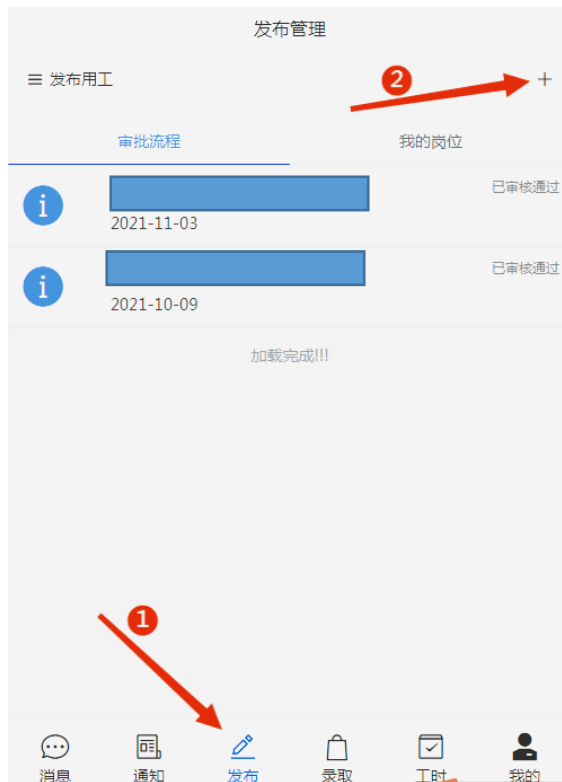 发布管理
≡ 发布用工
2
+
审批流程 我的岗位
已审核通过
i
2021-11-03
已审核通过
i
2021-10-09
加载完成!!!
1
消息 通知 发布 录取 工时 我的